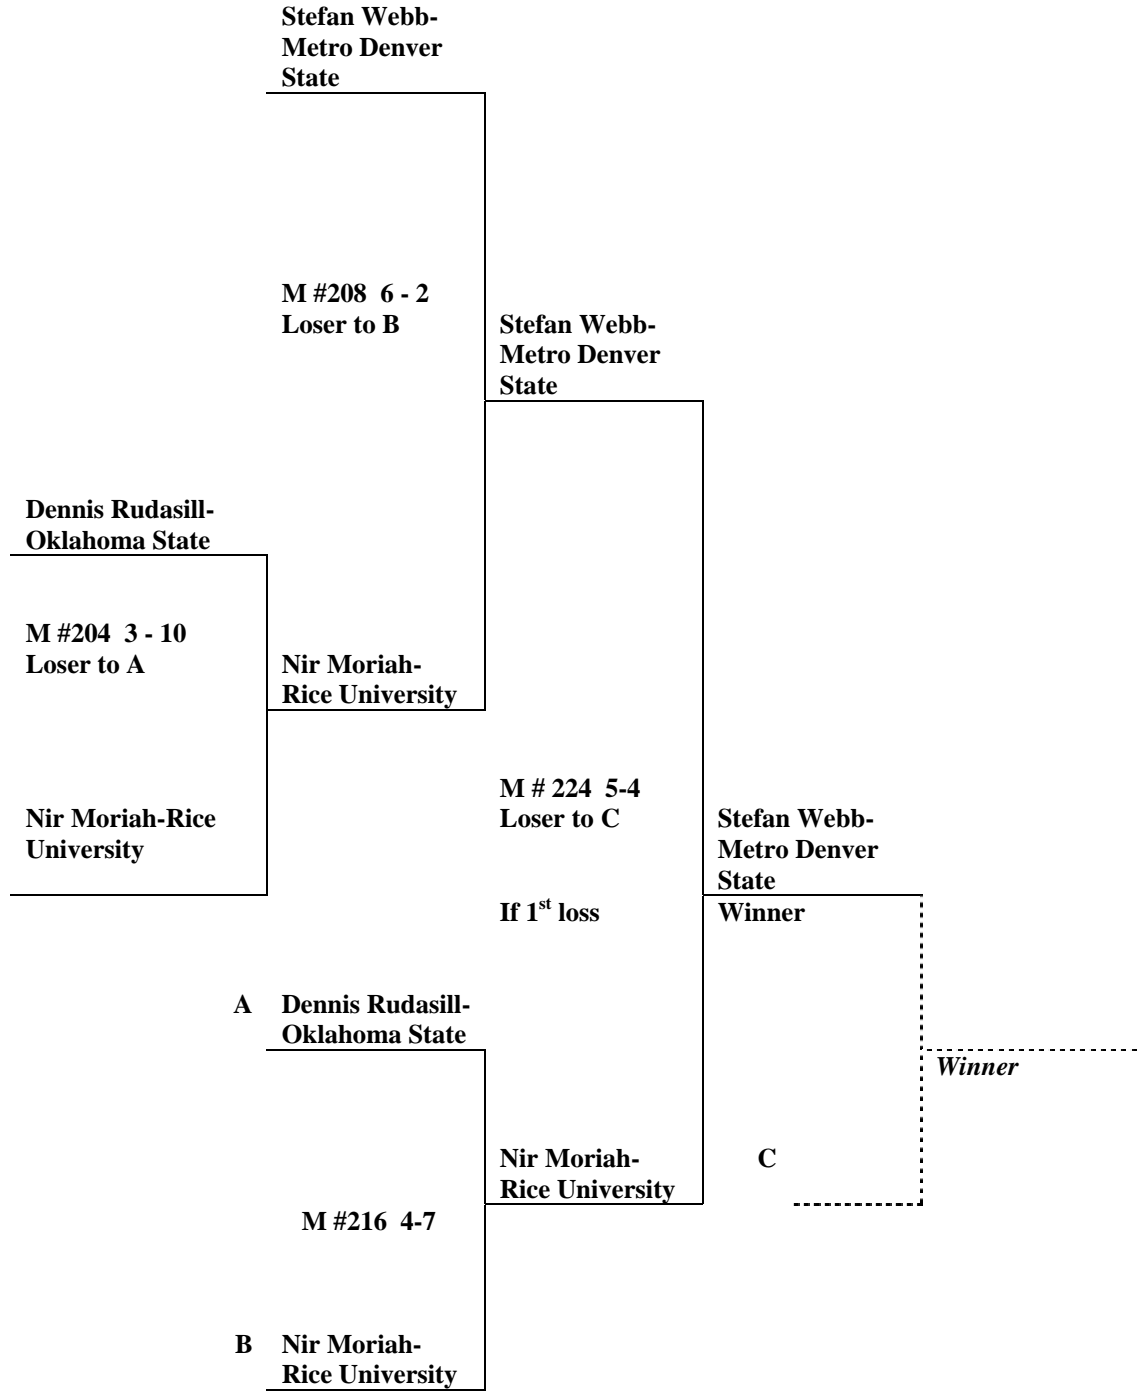 Stefan Webb-
Metro Denver
State
M #208  6 - 2
Loser to B
Stefan Webb-
Metro Denver
State
Dennis Rudasill-
Oklahoma State
M #204  3 - 10
Loser to A
Nir Moriah-
Rice University
Nir Moriah-Rice
University
M # 224  5-4
Loser to C
If 1st loss
Stefan Webb-
Metro Denver
State
Winner
A Dennis Rudasill-
Oklahoma State
Winner
Nir Moriah-
Rice University
C
M #216  4-7
B Nir Moriah-
Rice University